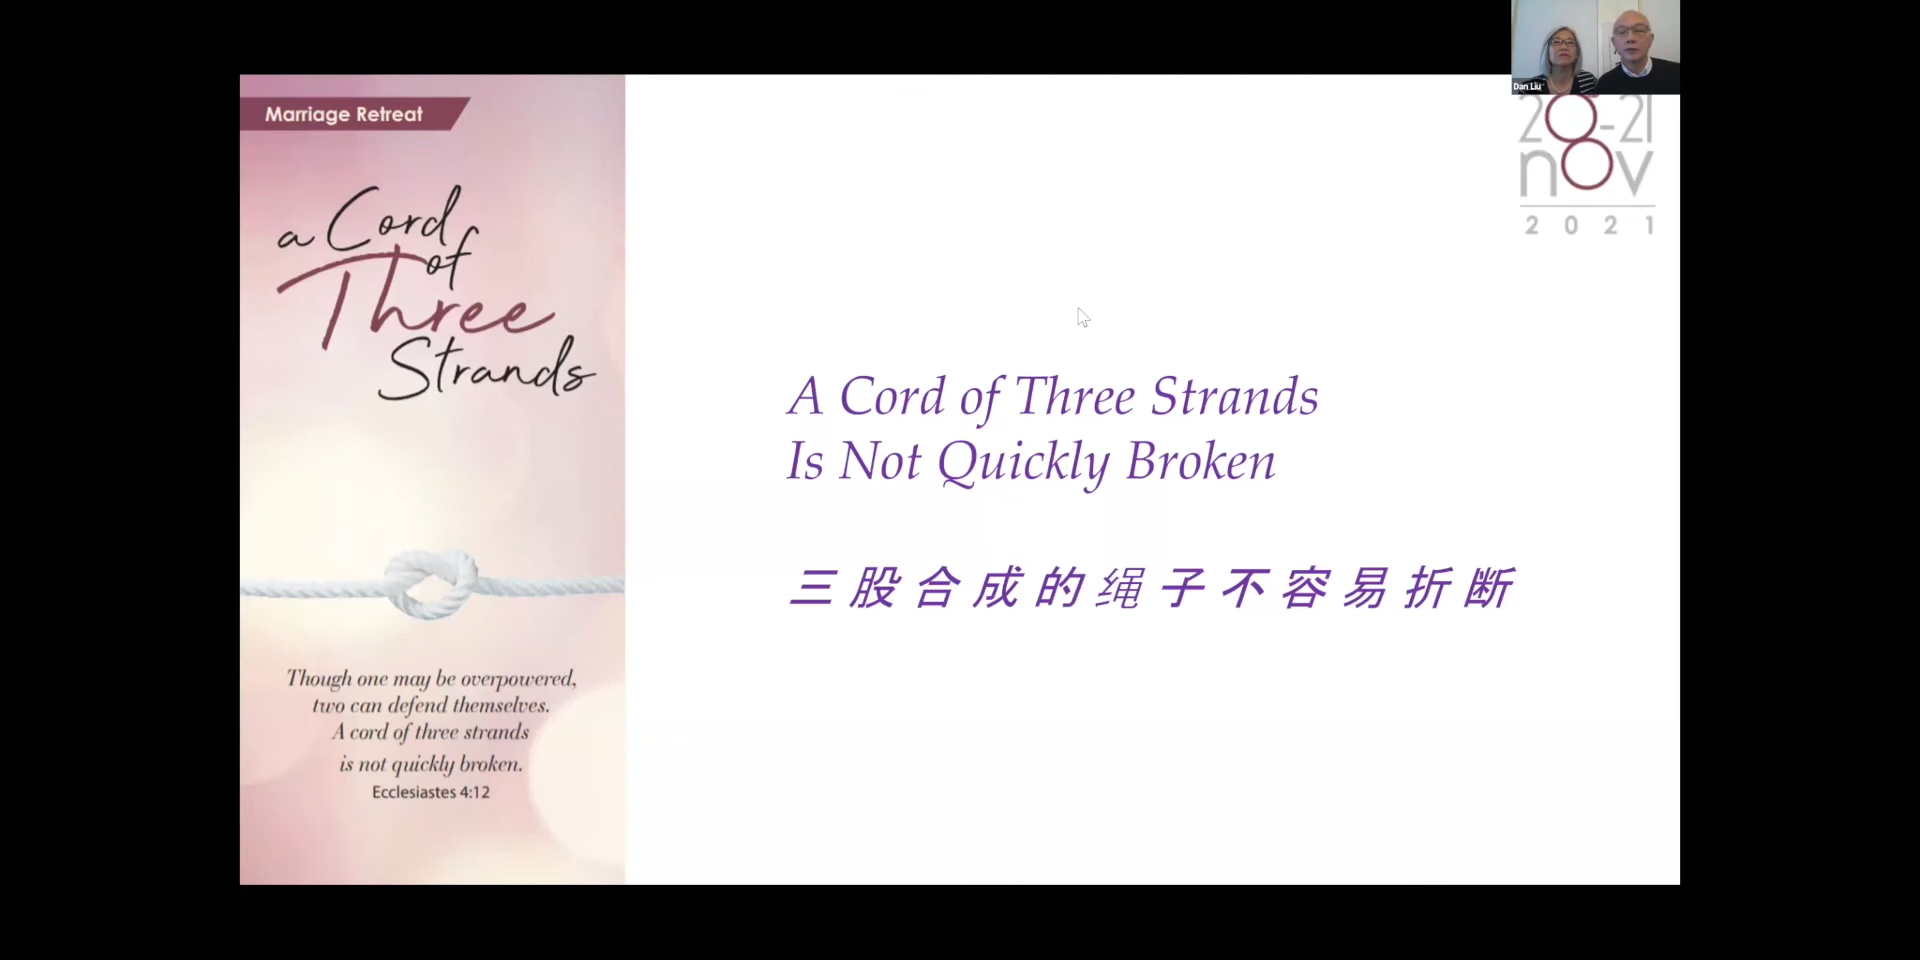 Marriage Retreat
a Cord
of
Three
Strands
Though one may be overpowered,
two can defend themselves.
A cord of three strands
is not quickly broken.
Ecclesiastes 4:12
Dan Liu
20-21
nov
2021
A Cord of Three Strands
Is Not Quickly Broken
三股合成的绳子不容易折断